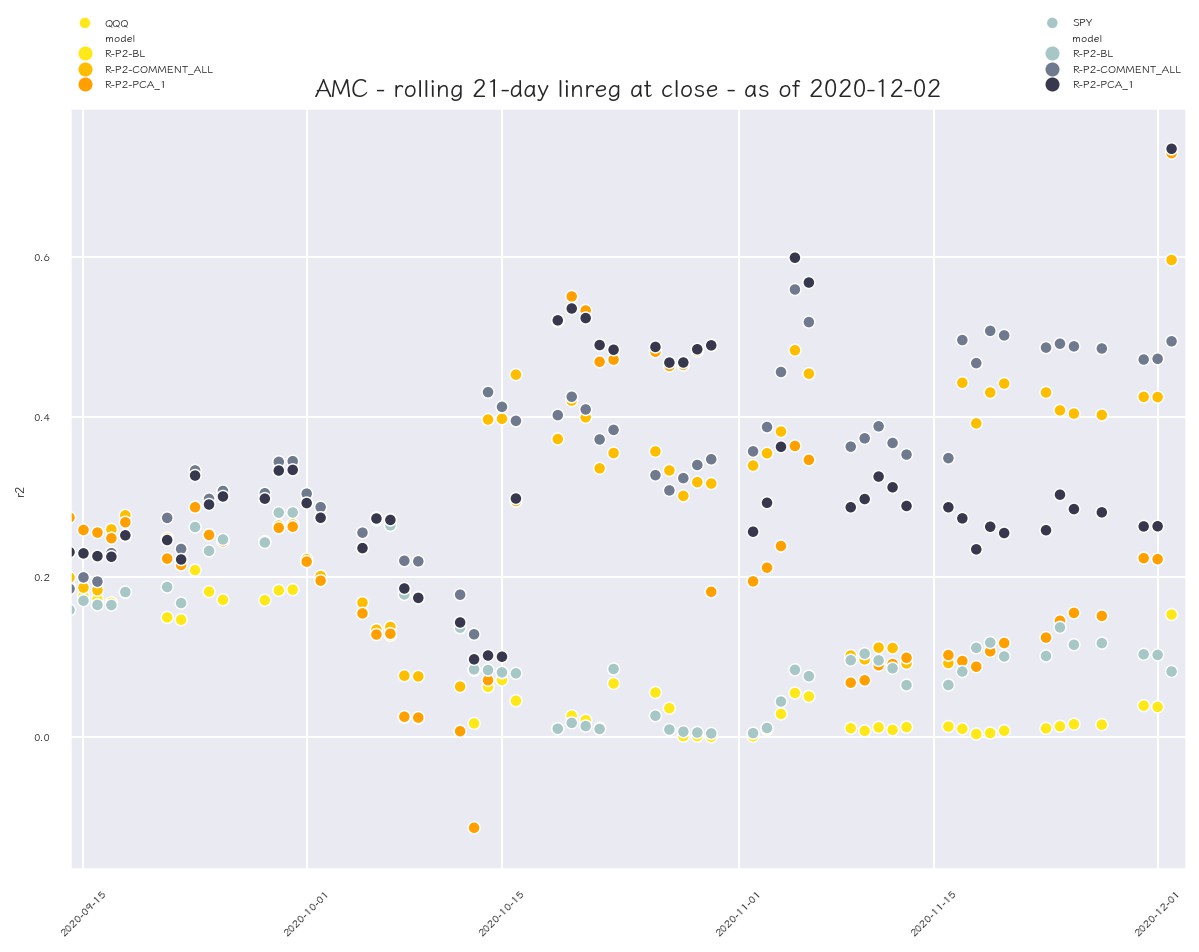 QQQ
model
R-P2-BL
R-P2-COMMENT_ALL
R-P2-PCA_1
SPY
model
R-P2-BL
R-P2-COMMENT_ALL
R-P2-PCA_1
AMC - rolling 21-day linreg at close - as of 2020-12-02
r2
0.6
0.4
0.2
0.0
2020-09-15
2020-10-01
2020-10-15
2020-11-01
2020-11-15
2020-12-01